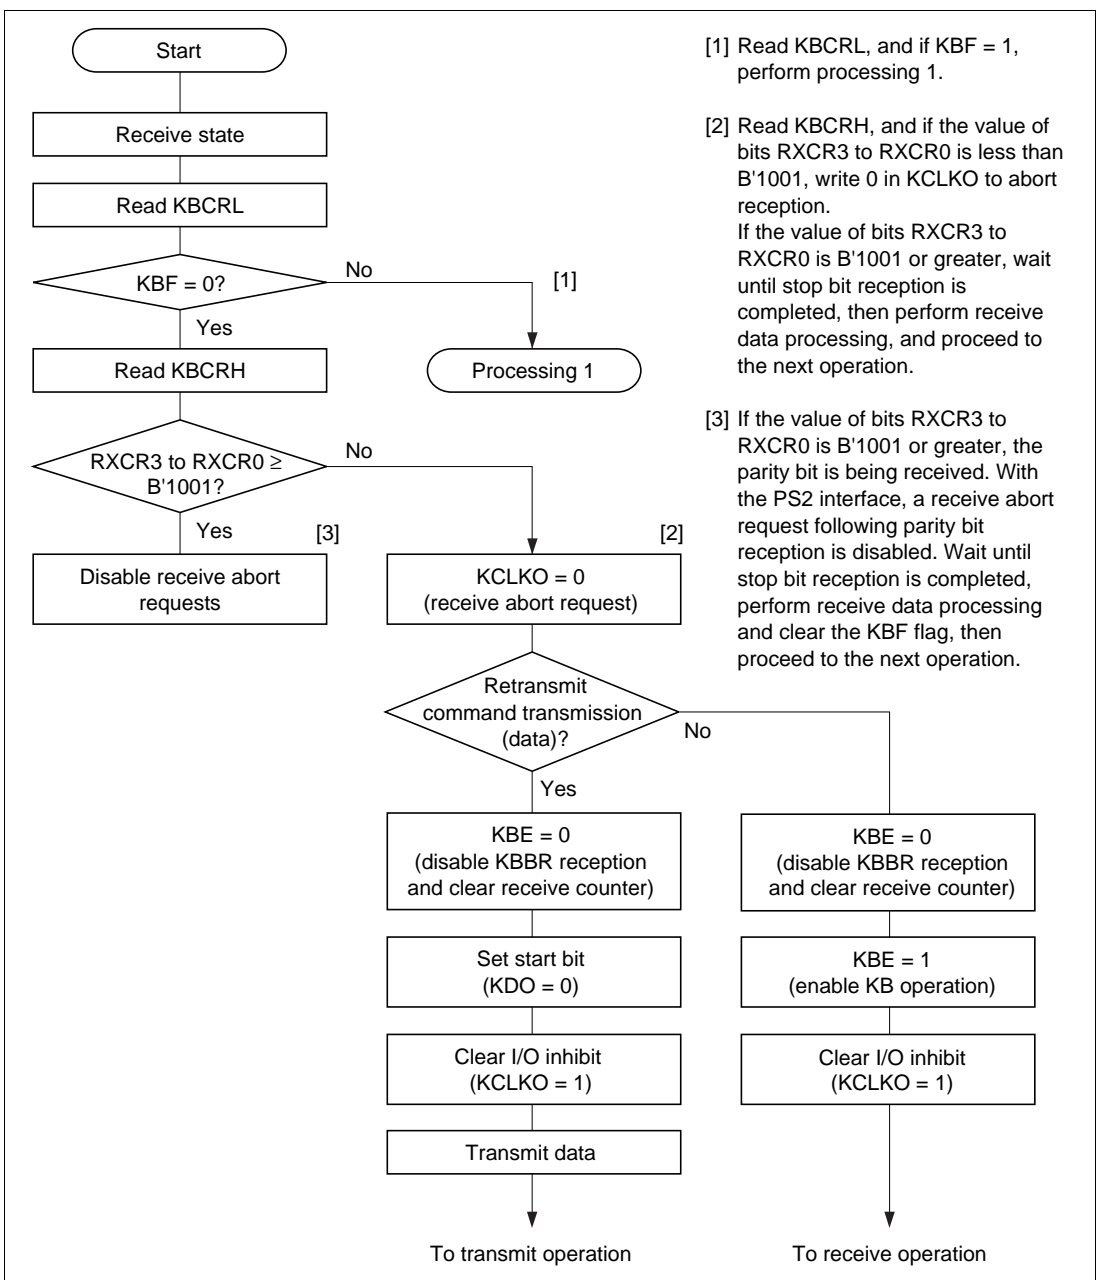 Start
Receive state
Read KBCRL
KBF = 0?
No
[1]
Yes
Processing 1
Read KBCRH
RXCR3 to RXCR0 ≥
B'1001?
No
Yes
[3]
[2]
Disable receive abort
requests
KCLKO = 0
(receive abort request)
Retransmit
command transmission
(data)?
No
Yes
KBE = 0
(disable KBBR reception
and clear receive counter)
Set start bit
(KDO = 0)
Clear I/O inhibit
(KCLKO = 1)
Transmit data
To transmit operation
KBE = 0
(disable KBBR reception
and clear receive counter)
KBE = 1
(enable KB operation)
Clear I/O inhibit
(KCLKO = 1)
To receive operation
[1] Read KBCRL, and if KBF = 1,
perform processing 1.
[2] Read KBCRH, and if the value of
bits RXCR3 to RXCR0 is less than
B'1001, write 0 in KCLKO to abort
reception.
If the value of bits RXCR3 to
RXCR0 is B'1001 or greater, wait
until stop bit reception is
completed, then perform receive
data processing, and proceed to
the next operation.
[3] If the value of bits RXCR3 to
RXCR0 is B'1001 or greater, the
parity bit is being received. With
the PS2 interface, a receive abort
request following parity bit
reception is disabled. Wait until
stop bit reception is completed,
perform receive data processing
and clear the KBF flag, then
proceed to the next operation.